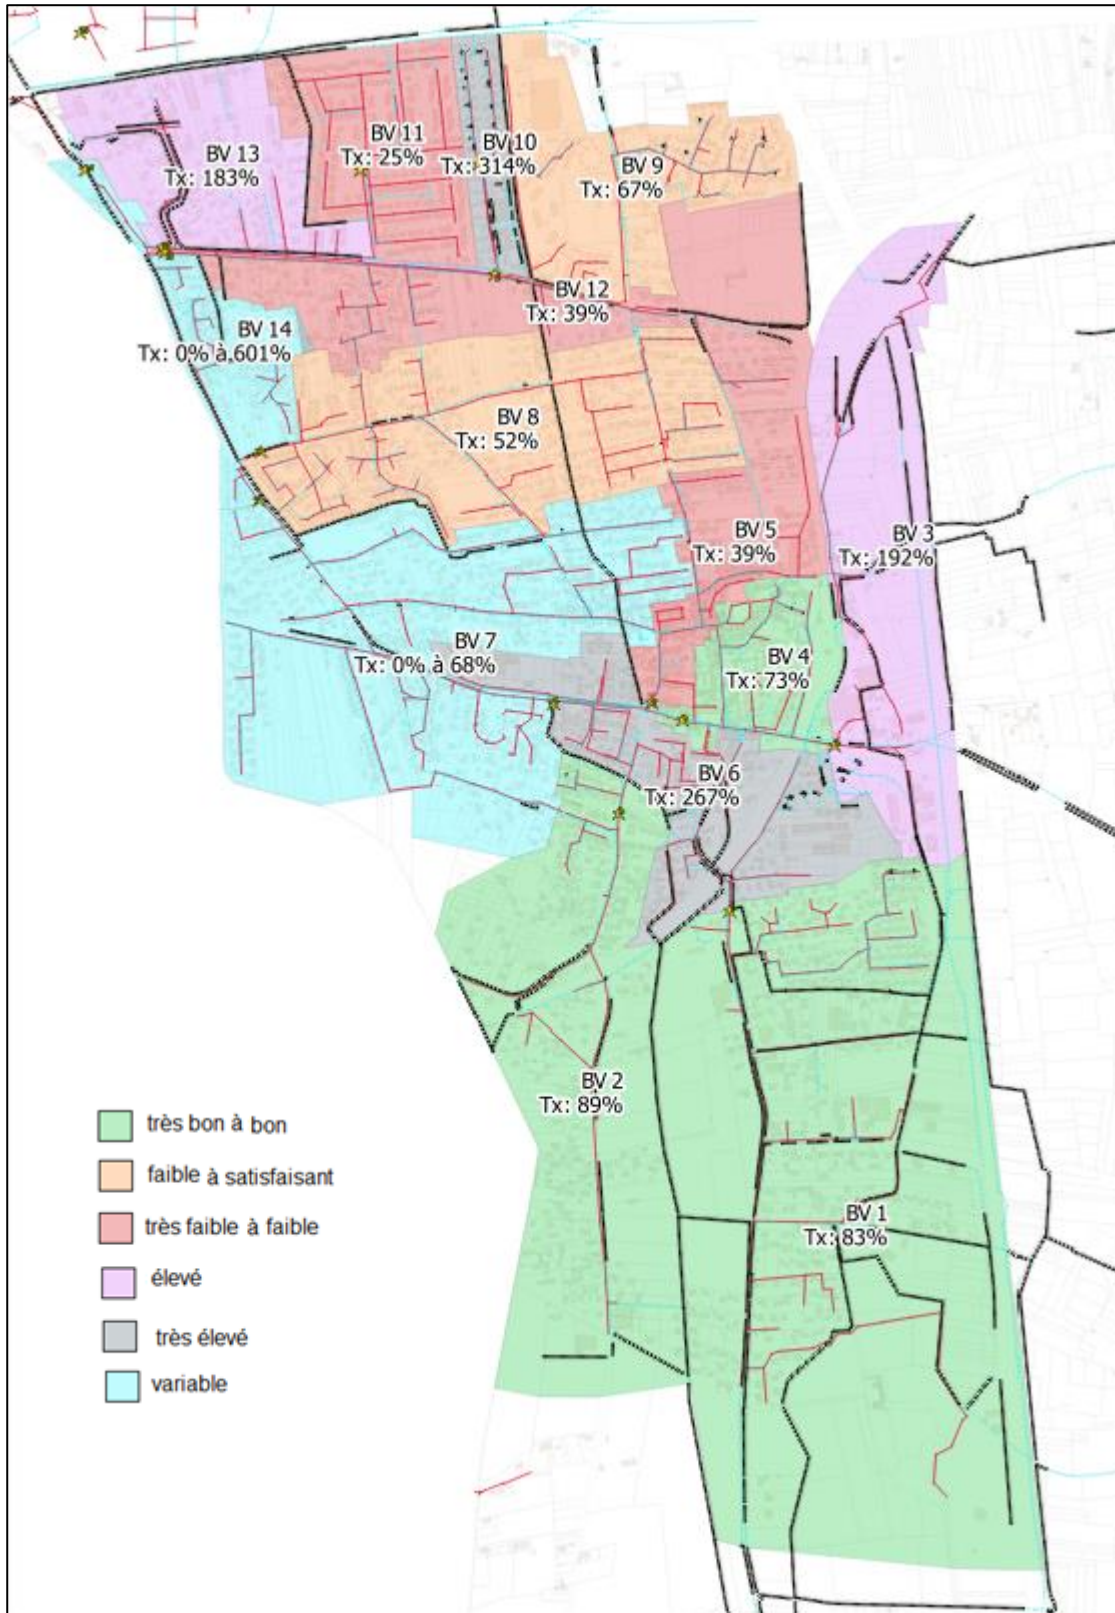 BV 11
Tx: 25%
BV 10
Tx: 314%
BV 13
Tx: 183%
BV 9
Tx: 67%
BV 12
Tx: 39%
BV 14
Tx: 0% à 601%
BV 8
Tx: 52%
BV 5
Tx: 39%
BV 3
Tx: 192%
BV 7
Tx: 0% à 68%
BV 4
Tx: 73%
BV 6
Tx: 267%
BV 2
Tx: 89%
BV 1
Tx: 83%
très bon à bon
faible à satisfaisant
très faible à faible
élevé
très élevé
variable